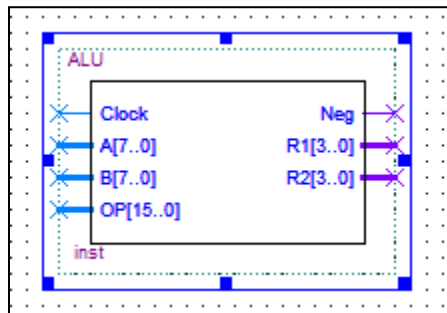 ALU
Clock Neg
A[7..0] R1[3..0]
B[7..0] R2[3..0]
OP[15..0]
inst